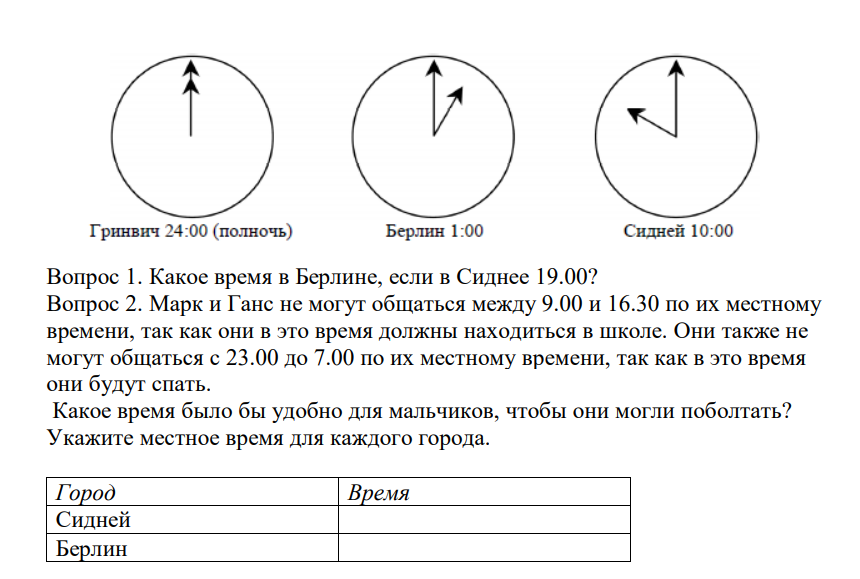 Гринвич 24:00 (полночь)
Берлин 1:00
Сидней 10:00
Вопрос 1. Какое время в Берлине, если в Сиднее 19.00?
Вопрос 2. Марк и Ганс не могут общаться между 9.00 и 16.30 по их местному
времени, так как они в это время должны находиться в школе. Они также не
могут общаться с 23.00 до 7.00 по их местному времени, так как в это время
они будут спать.
Какое время было бы удобно для мальчиков, чтобы они могли поболтать?
Укажите местное время для каждого города.
Город Время
Сидней
Берлин